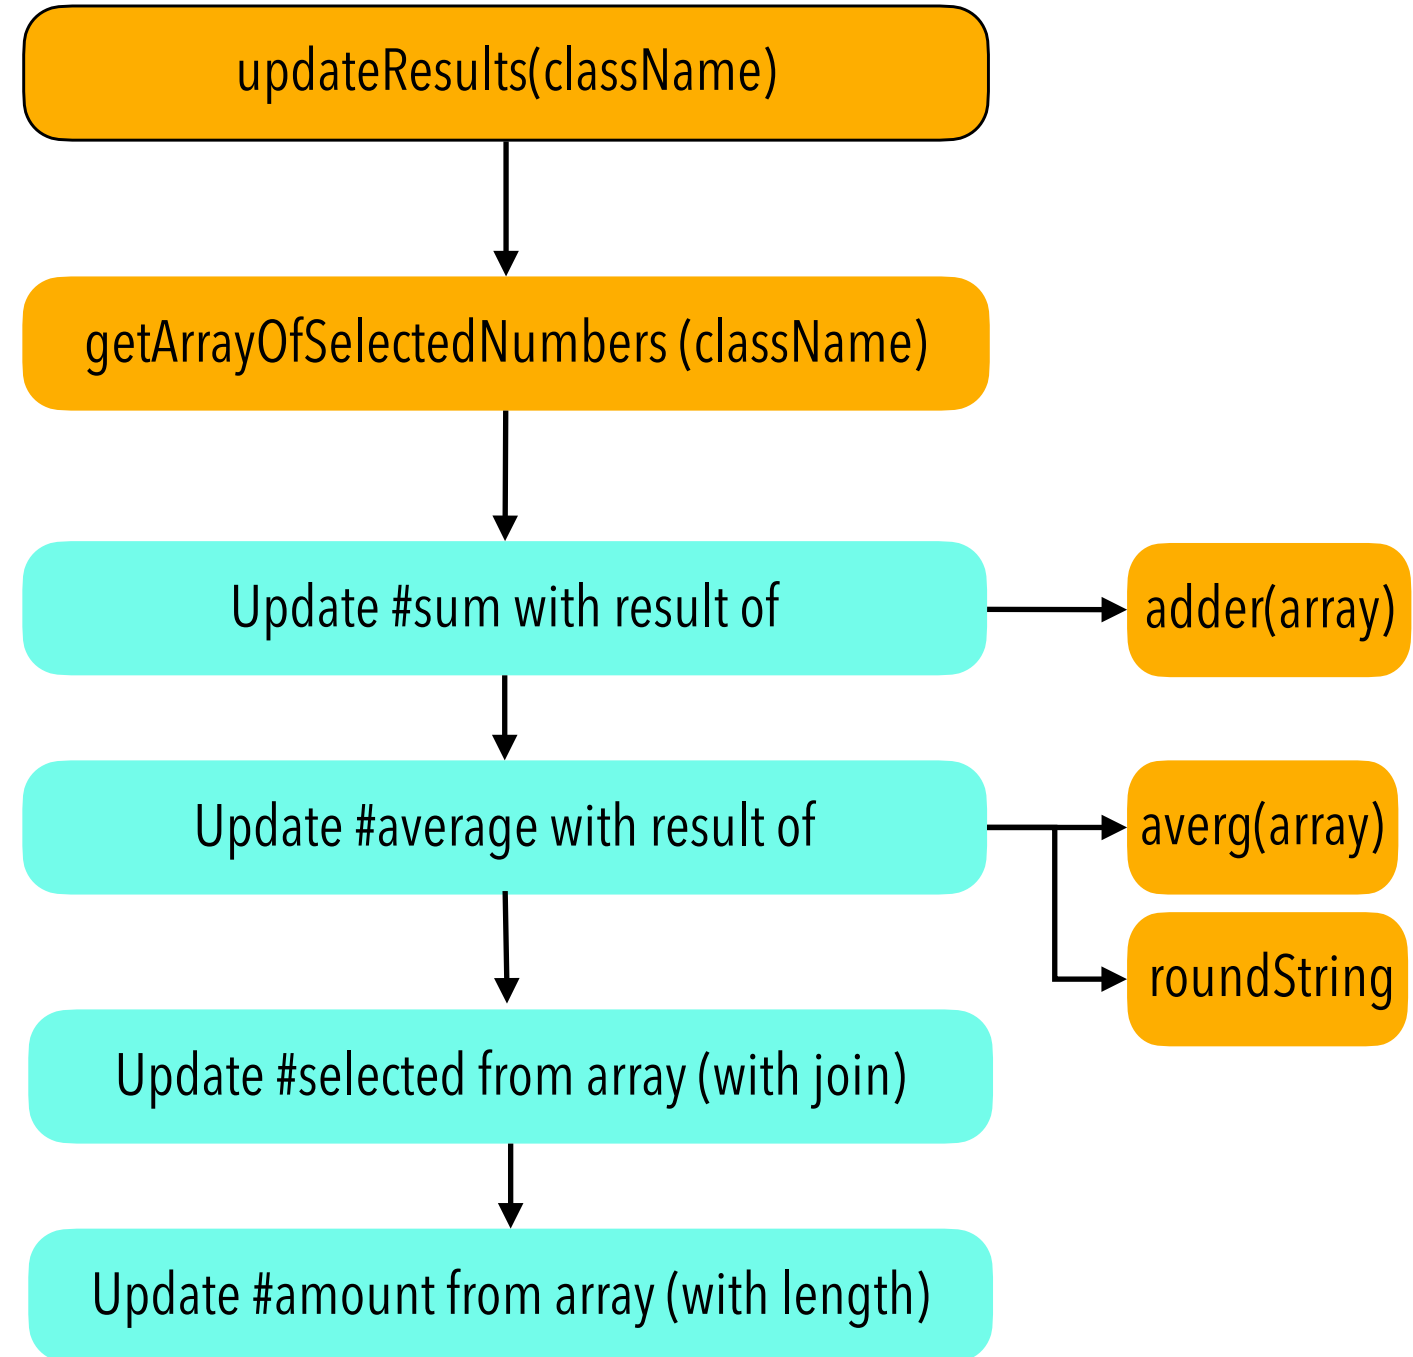 updateResults(className)
getArrayOfSelectedNumbers (className)
Update #sum with result of
adder(array)
Update #average with result of
averg(array)
roundString
Update #selected from array (with join)
Update #amount from array (with length)